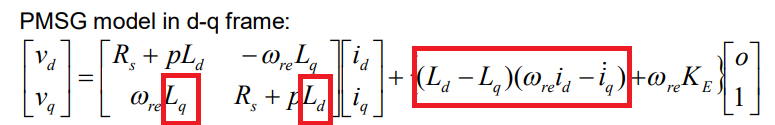 PMSG model in d-q frame:
[v_d; v_q] = [R_s + pL_d  −ω_re L_q; ω_re L_q  R_s + pL_d][i_d; i_q] + (L_d − L_q)(ω_re i_d − i̇_q) + ω_re K_E}[o; 1]